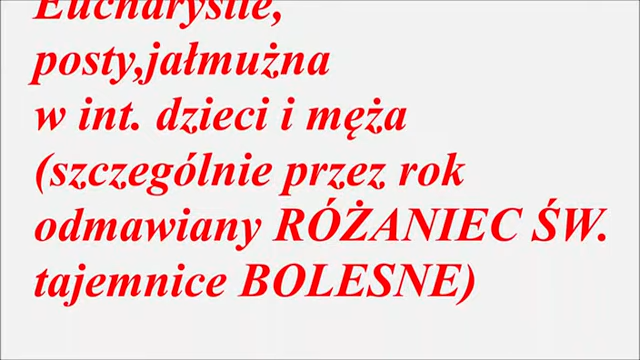 Eucharystie,
posty,jałmużna
w int. dzieci i męża
(szczególnie przez rok
odmawiany RÓŻANIEC ŚW.
tajemnice BOLESNE)